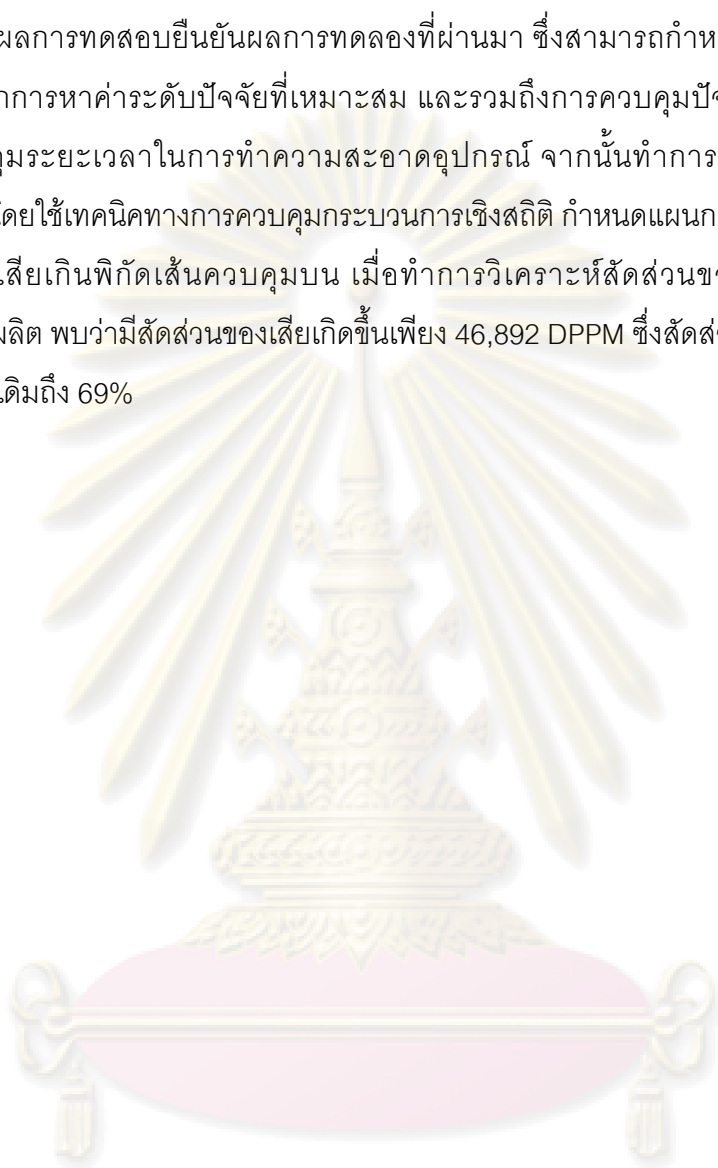 ผลการทดสอบยืนยันผลการทดลองที่ผ่านมา ซึ่งสามารถกำห
การหาค่าระดับปัจจัยที่เหมาะสม และรวมถึงการควบคุมปั
ระยะเวลาในการทำความสะอาดอุปกรณ์ จากนั้นทำการ
โดยใช้เทคนิคทางการควบคุมกระบวนการเชิงสถิติ กำหนดแผนก
เสียเกินพิกัดเส้นควบคุมบน เมื่อทำการวิเคราะห์สัดส่วนข
พบว่ามีสัดส่วนของเสียเกิดขึ้นเพียง 46,892 DPPM ซึ่งสัดส่
เดิมถึง 69%